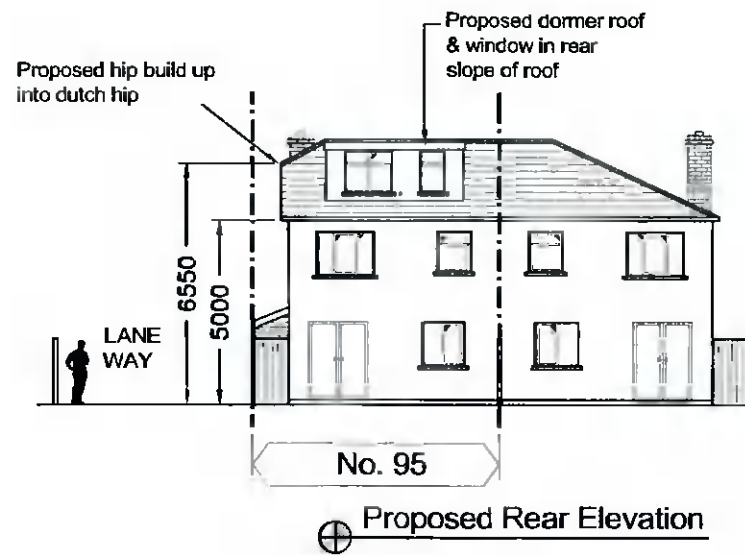 Proposed dormer roof
& window in rear
slope of roof
Proposed hip build up
into dutch hip
6550
5000
LANE
WAY
No. 95
Proposed Rear Elevation